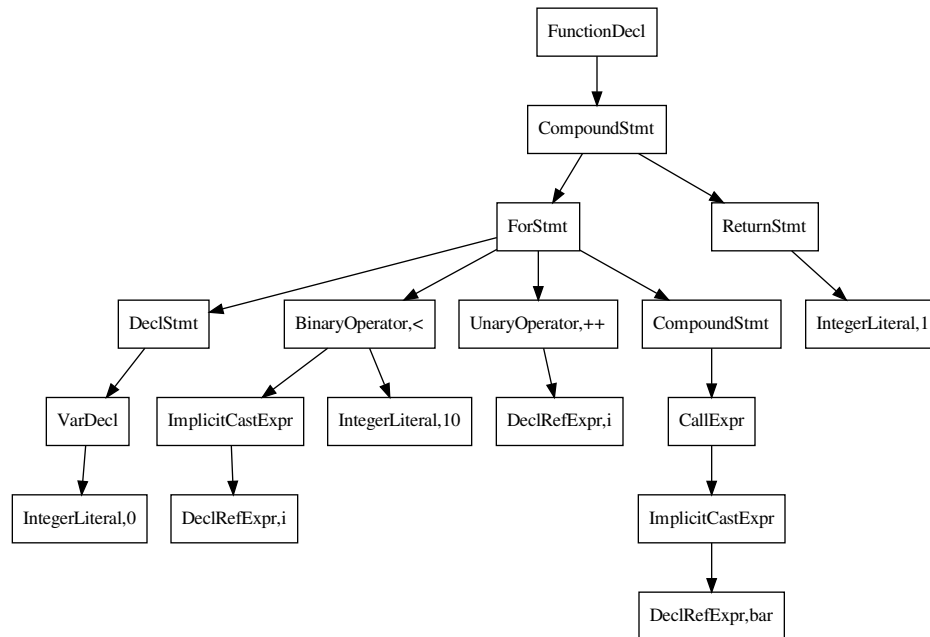 FunctionDecl
CompoundStmt
ForStmt
ReturnStmt
DeclStmt
BinaryOperator,<
UnaryOperator,++
CompoundStmt
IntegerLiteral,1
VarDecl
ImplicitCastExpr
IntegerLiteral,10
DeclRefExpr,i
CallExpr
IntegerLiteral,0
DeclRefExpr,i
ImplicitCastExpr
DeclRefExpr,bar